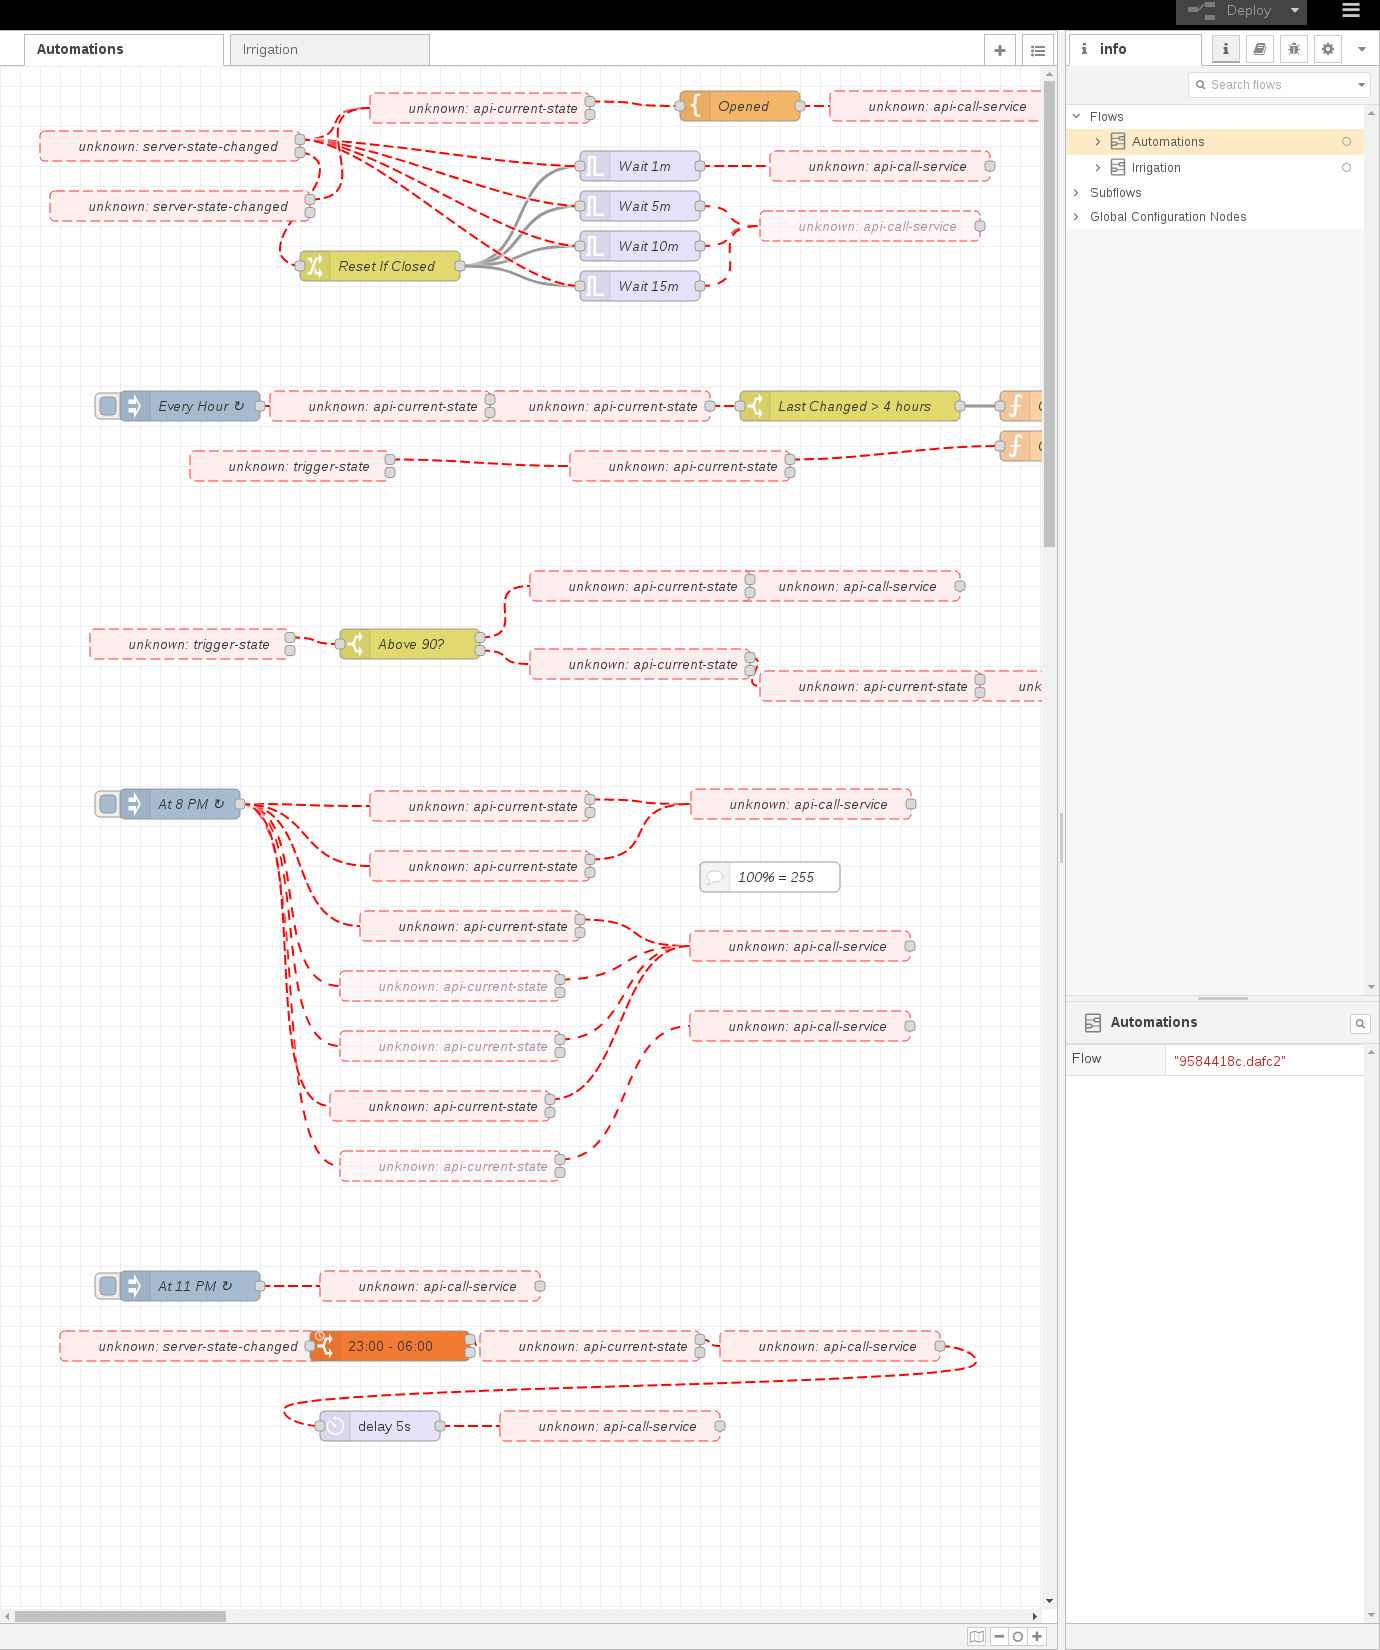 Deploy
Automations
Irrigation
info
Search flows
Flows
Automations
Irrigation
Subflows
Global Configuration Nodes
unknown: api-current-state
Opened
unknown: api-call-service
unknown: server-state-changed
Wait 1m
unknown: api-call-service
unknown: server-state-changed
Wait 5m
unknown: api-call-service
Wait 10m
Reset If Closed
Wait 15m
Every Hour ↻
unknown: api-current-state
unknown: api-current-state
Last Changed > 4 hours
unknown: trigger-state
unknown: api-current-state
unknown: api-current-state
unknown: api-call-service
unknown: trigger-state
Above 90?
unknown: api-current-state
unknown: api-current-state
unk
At 8 PM ↻
unknown: api-current-state
unknown: api-call-service
unknown: api-current-state
100% = 255
unknown: api-current-state
unknown: api-call-service
unknown: api-current-state
unknown: api-call-service
unknown: api-current-state
unknown: api-current-state
unknown: api-current-state
At 11 PM ↻
unknown: api-call-service
unknown: server-state-changed
23:00 - 06:00
unknown: api-current-state
unknown: api-call-service
delay 5s
unknown: api-call-service
Automations
Flow
"9584418c.dafc2"